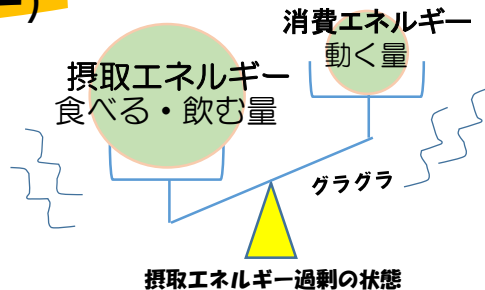 消費エネルギー
動く量
摂取エネルギー
食べる・飲む量
グラグラ
摂取エネルギー過剰の状態